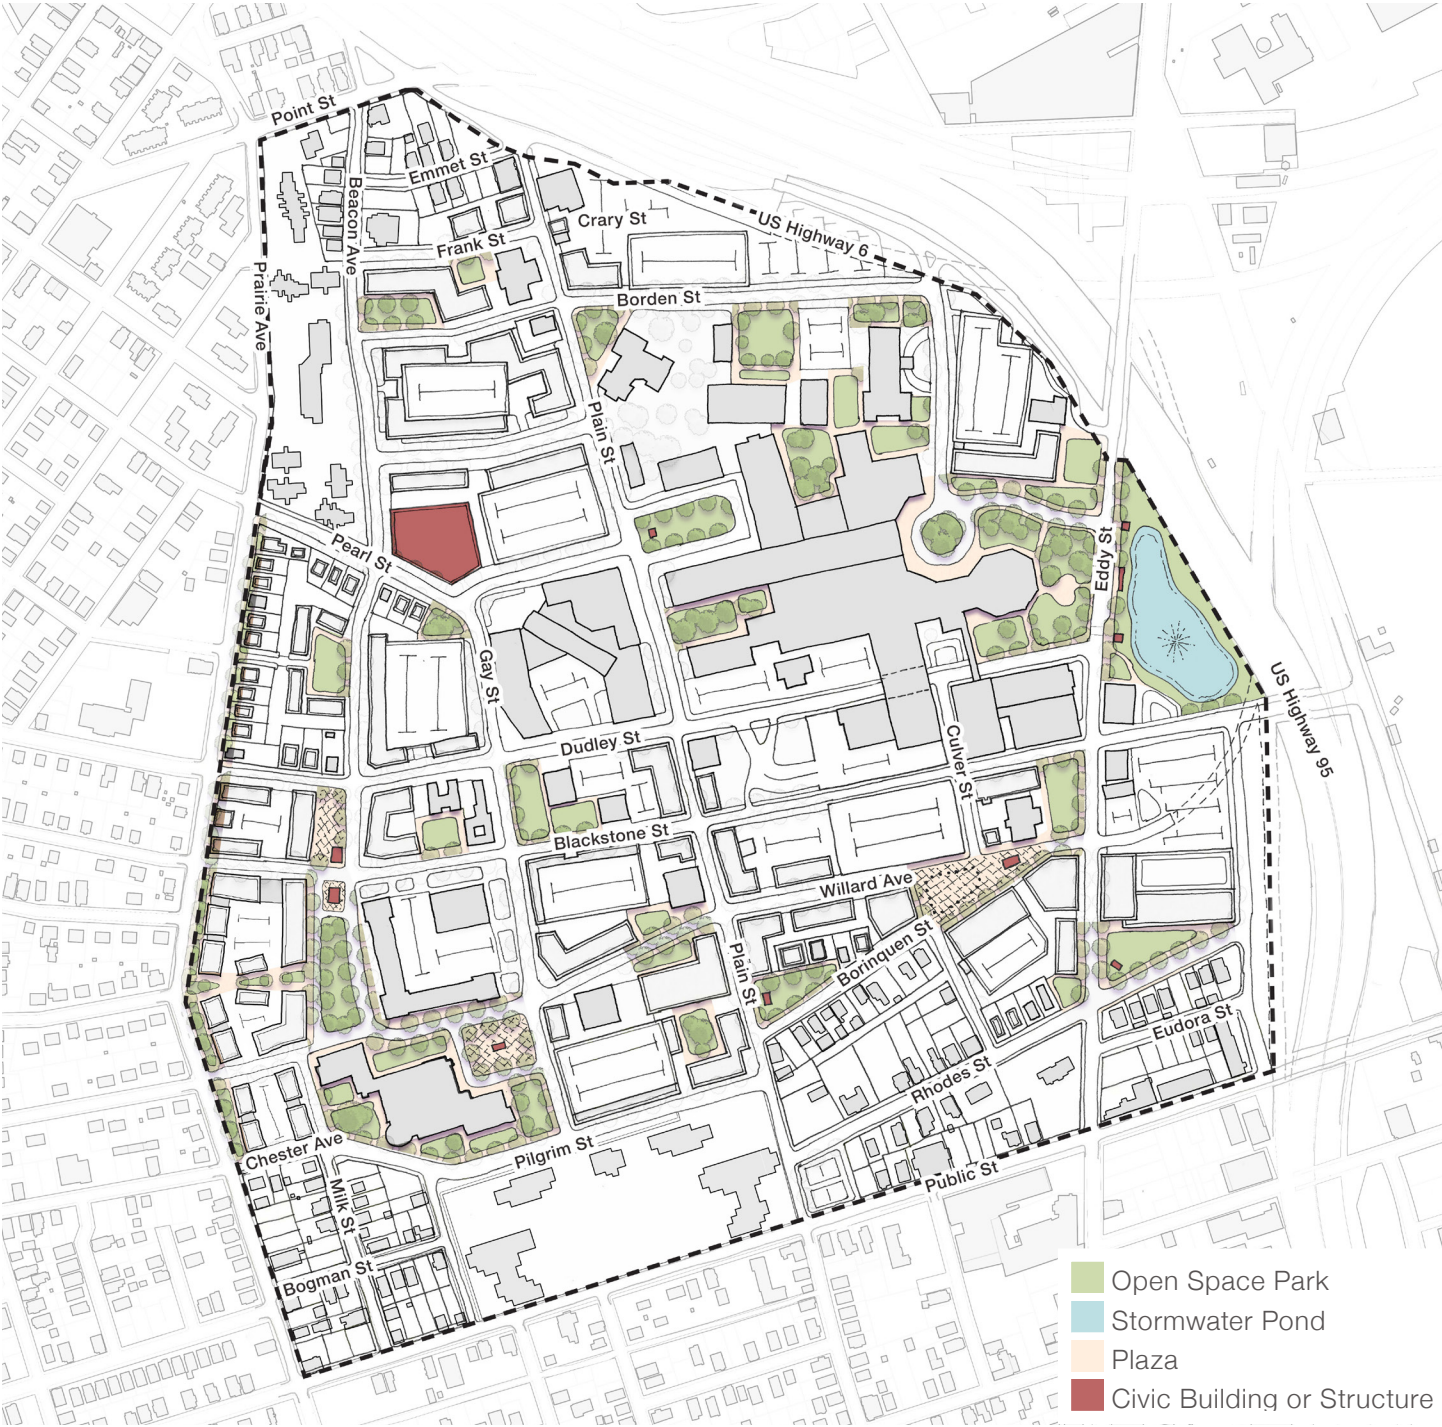 Point St
Emmet St
Beacon Ave
Crary St
US Highway 6
Frank St
Prairie Ave
Borden St
Plain St
Pearl St
Eddy St
Gay St
US Highway 95
Dudley St
Culver St
Blackstone St
Willard Ave
Borinquen St
Plain St
Eudora St
Rhodes St
Chester Ave
Pilgrim St
Public St
Milk St
Bogman St
Open Space Park
Stormwater Pond
Plaza
Civic Building or Structure